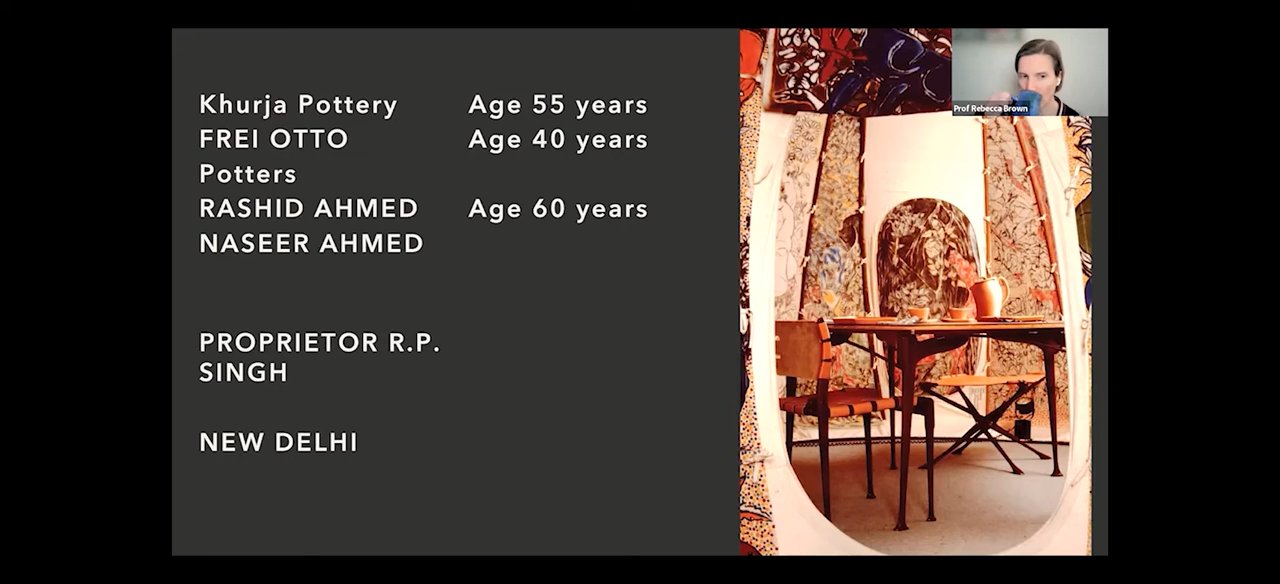 Khurja Pottery Age 55 years
FREI OTTO Age 40 years
Potters
RASHID AHMED Age 60 years
NASEER AHMED
PROPRIETOR R.P.
SINGH
NEW DELHI
Prof Rebecca Brown